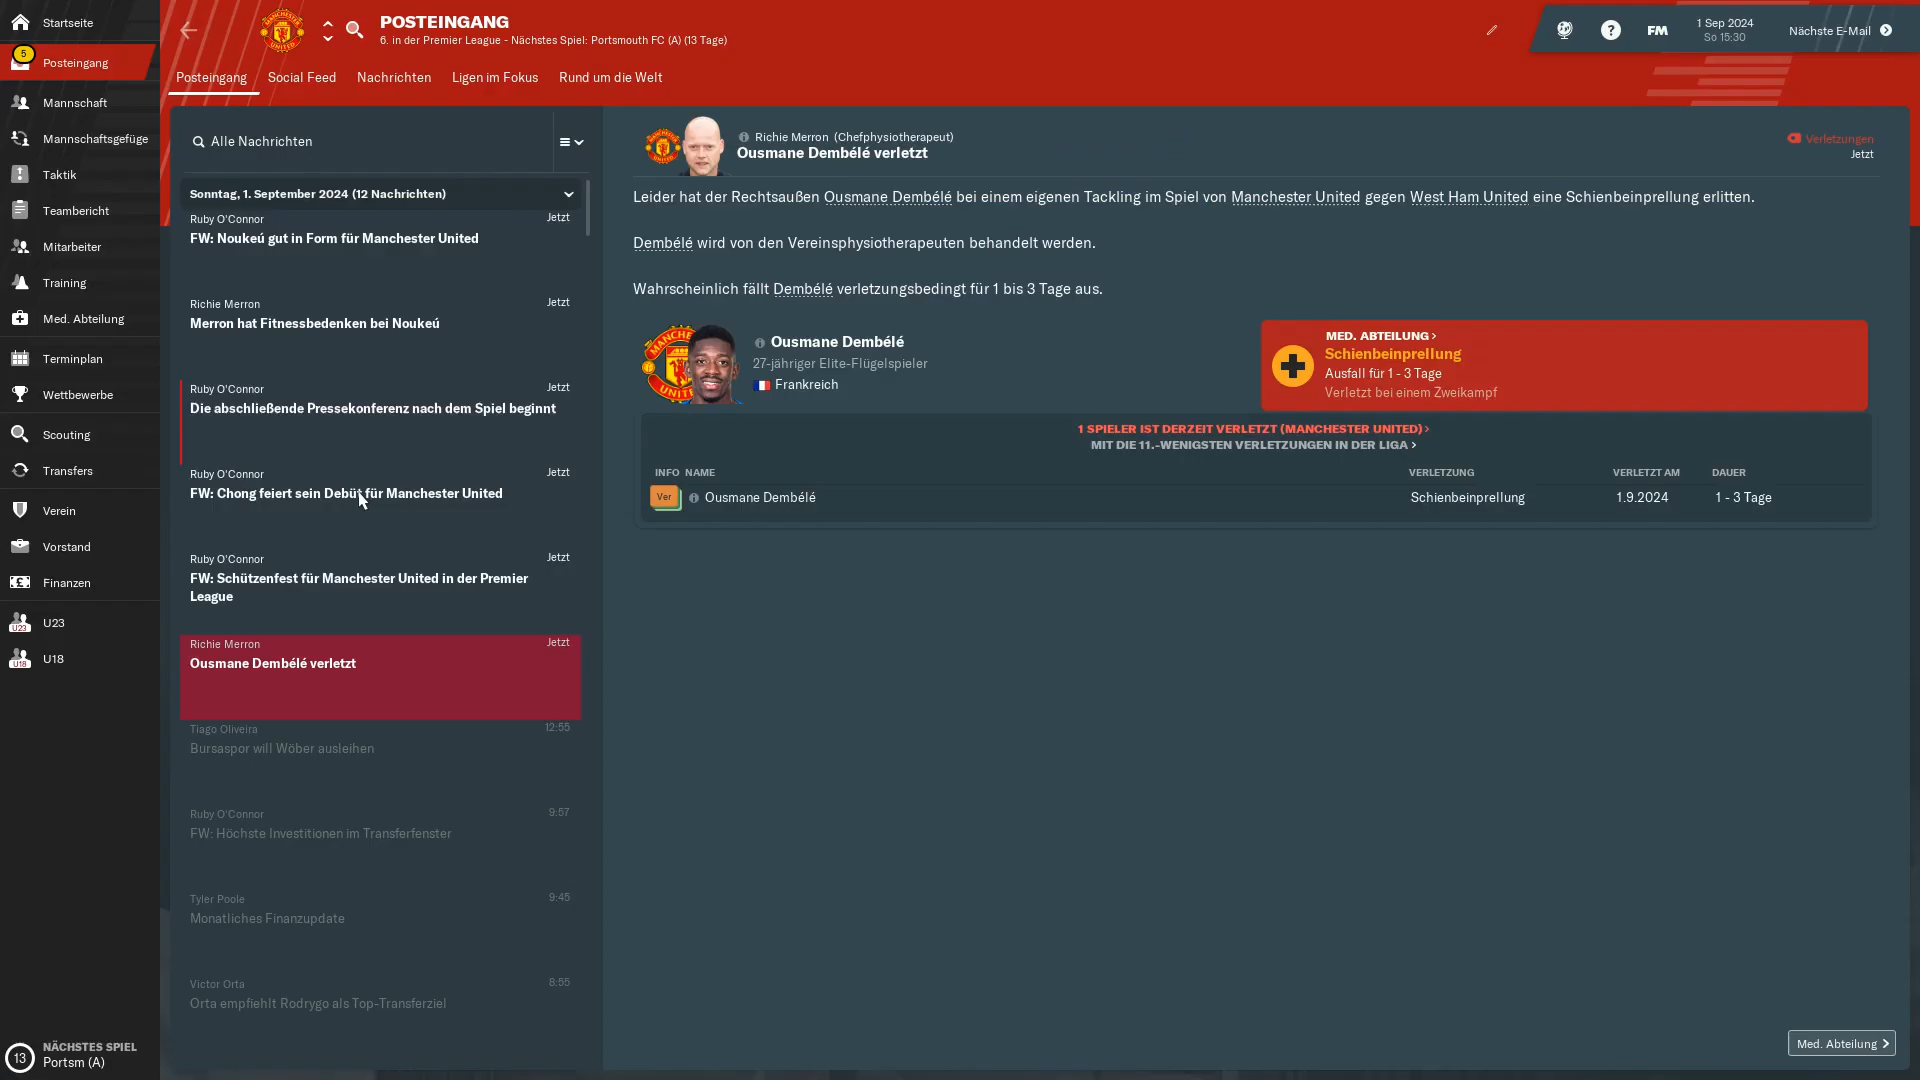 Startseite
5
Posteingang
Mannschaft
Mannschaftsgefüge
Taktik
Teambericht
Mitarbeiter
Training
Med. Abteilung
Terminplan
Wettbewerbe
Scouting
Transfers
Verein
Vorstand
Finanzen
U23
U23
U18
U18
13
NÄCHSTES SPIEL
Portsm (A)
POSTEINGANG
6. in der Premier League - Nächstes Spiel: Portsmouth FC (A) (13 Tage)
?
FM
1 Sep 2024
So 15:30
Nächste E-Mail
Posteingang
Social Feed
Nachrichten
Ligen im Fokus
Rund um die Welt
Alle Nachrichten
Sonntag, 1. September 2024 (12 Nachrichten)
Ruby O'Connor
Jetzt
FW: Noukeú gut in Form für Manchester United
Richie Merron
Jetzt
Merron hat Fitnessbedenken bei Noukeú
Ruby O'Connor
Jetzt
Die abschließende Pressekonferenz nach dem Spiel beginnt
Ruby O'Connor
Jetzt
FW: Chong feiert sein Debüt für Manchester United
Ruby O'Connor
Jetzt
FW: Schützenfest für Manchester United in der Premier
League
Richie Merron
Jetzt
Ousmane Dembélé verletzt
Tiago Oliveira
12:55
Bursaspor will Wöber ausleihen
Ruby O'Connor
9:57
FW: Höchste Investitionen im Transferfenster
Tyler Poole
9:45
Monatliches Finanzupdate
Victor Orta
8:55
Orta empfiehlt Rodrygo als Top-Transferziel
Richie Merron (Chefphysiotherapeut)
Ousmane Dembélé verletzt
Verletzungen
Jetzt
Leider hat der Rechtsaußen Ousmane Dembélé bei einem eigenen Tackling im Spiel von Manchester United gegen West Ham United eine Schienbeinprellung erlitten.
Dembélé wird von den Vereinsphysiotherapeuten behandelt werden.
Wahrscheinlich fällt Dembélé verletzungsbedingt für 1 bis 3 Tage aus.
Ousmane Dembélé
27-jähriger Elite-Flügelspieler
Frankreich
MED. ABTEILUNG ›
Schienbeinprellung
Ausfall für 1 - 3 Tage
Verletzt bei einem Zweikampf
1 SPIELER IST DERZEIT VERLETZT (MANCHESTER UNITED) ›
MIT DIE 11.-WENIGSTEN VERLETZUNGEN IN DER LIGA ›
INFO NAME VERLETZUNG VERLETZT AM DAUER
Ver Ousmane Dembélé Schienbeinprellung 1.9.2024 1 - 3 Tage
Med. Abteilung